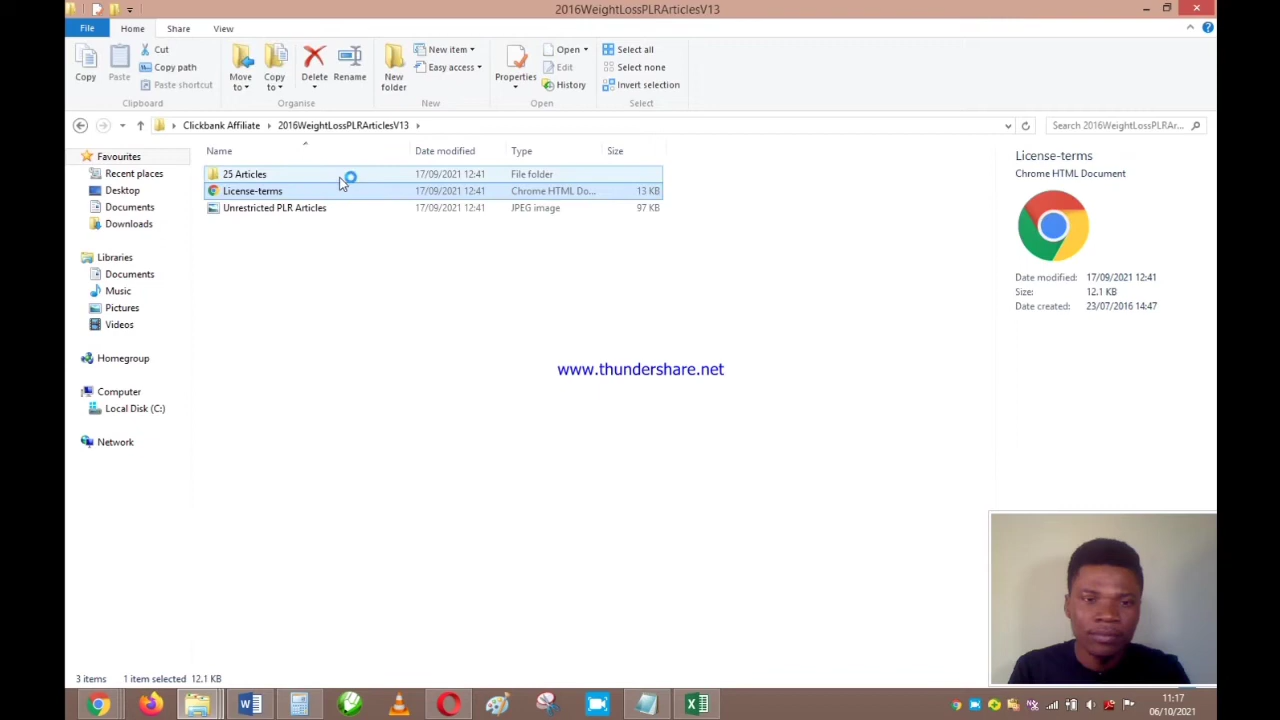 2016WeightLossPLRArticlesV13
File Home Share View
Copy
Paste
Cut
Copy path
Paste shortcut
Clipboard
Move to
Copy to
Delete
Rename
Organise
New folder
New item
Easy access
New
Properties
Open
Edit
History
Open
Select all
Select none
Invert selection
Select
Clickbank Affiliate 2016WeightLossPLRArticlesV13
Search 2016WeightLossPLRAr...
Favourites
Recent places
Desktop
Documents
Downloads
Libraries
Documents
Music
Pictures
Videos
Homegroup
Computer
Local Disk (C:)
Network
Name Date modified Type Size
25 Articles 17/09/2021 12:41 File folder
License-terms 17/09/2021 12:41 Chrome HTML Do... 13 KB
Unrestricted PLR Articles 17/09/2021 12:41 JPEG image 97 KB
www.thundershare.net
License-terms
Chrome HTML Document
Date modified: 17/09/2021 12:41
Size: 12.1 KB
Date created: 23/07/2016 14:47
3 items 1 item selected 12.1 KB
11:17
06/10/2021